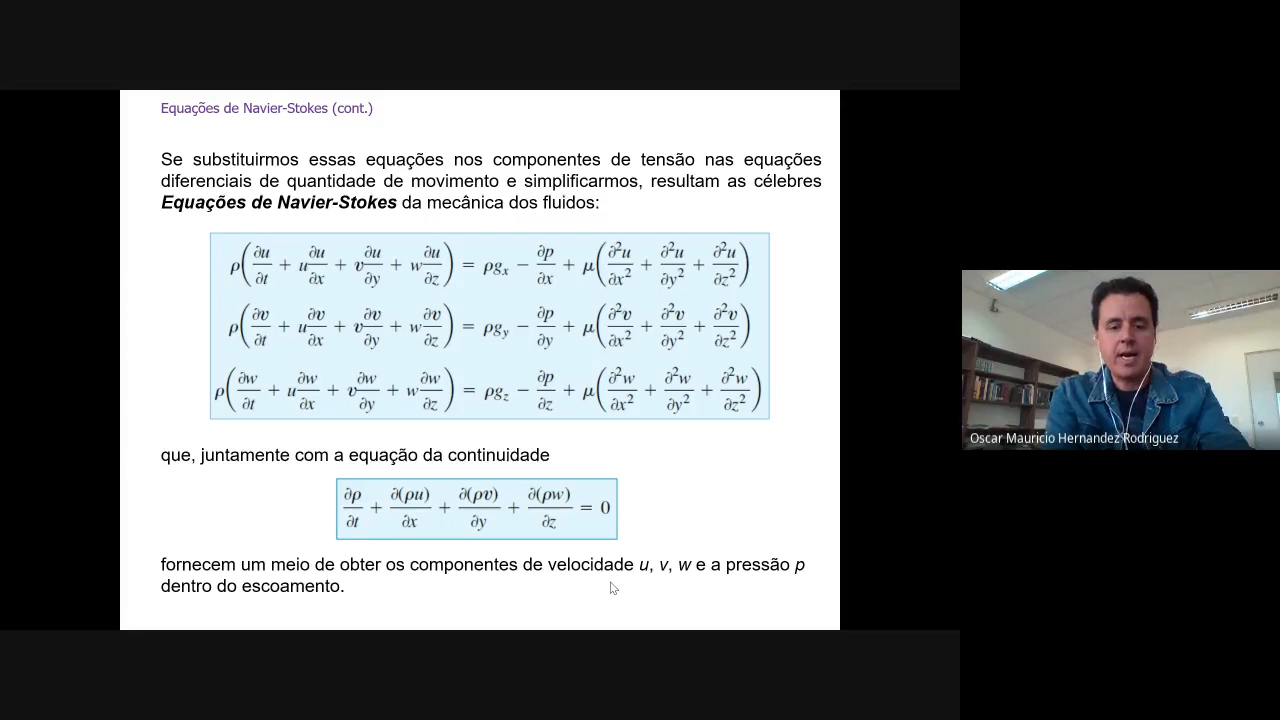 Equações de Navier-Stokes (cont.)
Se substituirmos essas equações nos componentes de tensão nas equações
diferenciais de quantidade de movimento e simplificarmos, resultam as célebres
Equações de Navier-Stokes da mecânica dos fluidos:
ρ(∂u/∂t + u∂u/∂x + v∂u/∂y + w∂u/∂z) = ρgₓ − ∂p/∂x + μ(∂²u/∂x² + ∂²u/∂y² + ∂²u/∂z²)
ρ(∂v/∂t + u∂v/∂x + v∂v/∂y + w∂v/∂z) = ρg_y − ∂p/∂y + μ(∂²v/∂x² + ∂²v/∂y² + ∂²v/∂z²)
ρ(∂w/∂t + u∂w/∂x + v∂w/∂y + w∂w/∂z) = ρg_z − ∂p/∂z + μ(∂²w/∂x² + ∂²w/∂y² + ∂²w/∂z²)
que, juntamente com a equação da continuidade
∂ρ/∂t + ∂(ρu)/∂x + ∂(ρv)/∂y + ∂(ρw)/∂z = 0
fornecem um meio de obter os componentes de velocidade u, v, w e a pressão p
dentro do escoamento.
Oscar Mauricio Hernandez Rodriguez